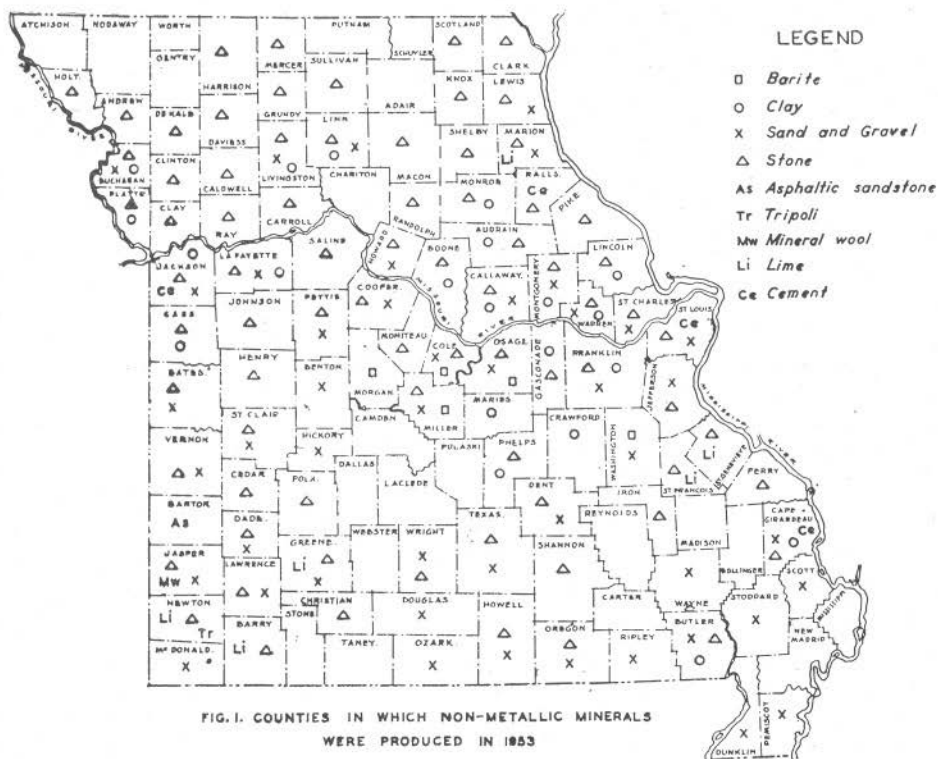 ATCHISON
NODAWAY
WORTH
PUTNAM
SCOTLAND
SCHUYLER
CLARK
GENTRY
MERCER
SULLIVAN
HOLT
HARRISON
KNOX
LEWIS
ANDREW
DEKALB
GRUNDY
LINN
ADAIR
DAVIESS
SHELBY
MARION
Li
BUCHANAN
CLINTON
LIVINGSTON
CHARITON
MACON
MONROE
RALLS
Ce
PLATTE
CLAY
CALDWELL
RAY
CARROLL
RANDOLPH
AUDRAIN
PIKE
JACKSON
Ce
LAFAYETTE
SALINE
HOWARD
BOONE
CALLAWAY
MONTGOMERY
LINCOLN
JOHNSON
PETTIS
COOPER
WARREN
ST CHARLES
ST LOUIS
Ce
CASS
MONITEAU
COLE
OSAGE
GASCONADE
FRANKLIN
HENRY
BENTON
MORGAN
JEFFERSON
BATES
MILLER
MARIES
CRAWFORD
WASHINGTON
ST CLAIR
CAMDEN
HICKORY
PULASKI
PHELPS
Li
STE GENEVIEVE
VERNON
CEDAR
POLK
DALLAS
LACLEDE
DENT
IRON
Li
ST FRANCOIS
PERRY
BARTON
As
DADE
GREENE
Li
WEBSTER
WRIGHT
TEXAS
REYNOLDS
MADISON
CAPE GIRARDEAU
Ce
JASPER
Mw
LAWRENCE
SHANNON
BOLLINGER
SCOTT
NEWTON
Li
Tr
CHRISTIAN
STONE
DOUGLAS
HOWELL
CARTER
WAYNE
STODDARD
MISSISSIPPI
McDONALD
BARRY
Li
TANEY
OZARK
OREGON
RIPLEY
BUTLER
NEW MADRID
DUNKLIN
PEMISCOT
MISSOURI RIVER
MISSOURI RIVER
MISSISSIPPI RIVER
LEGEND
Barite
Clay
X Sand and Gravel
Stone
As Asphaltic sandstone
Tr Tripoli
Mw Mineral wool
Li Lime
Ce Cement
FIG. 1. COUNTIES IN WHICH NON-METALLIC MINERALS
WERE PRODUCED IN 1953